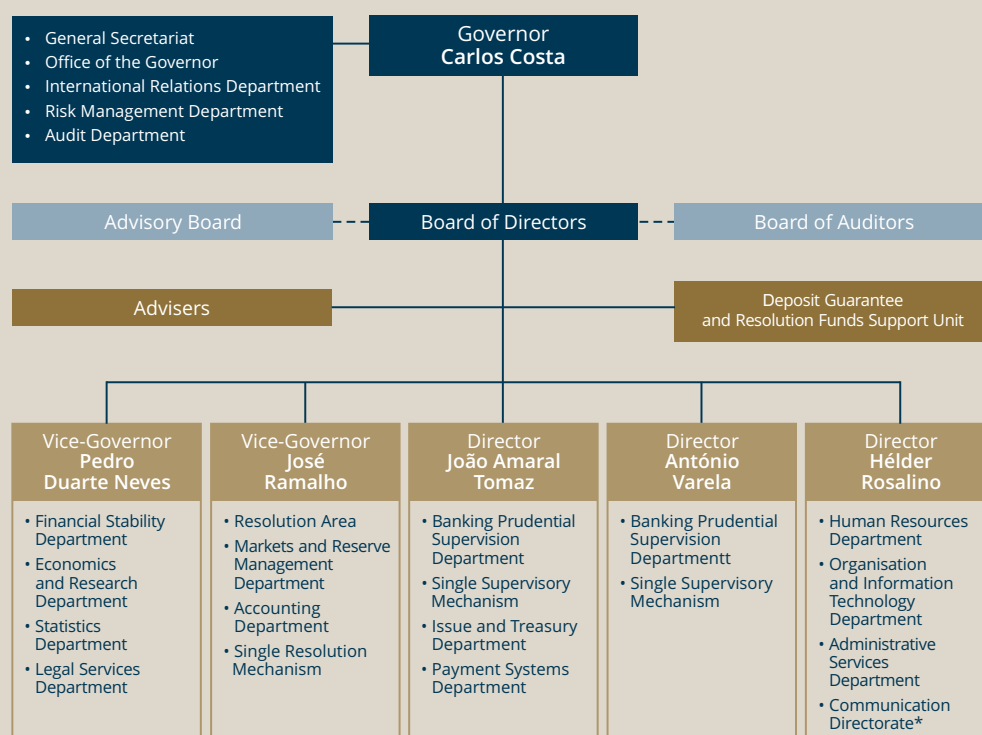 • General Secretariat
• Office of the Governor
• International Relations Department
• Risk Management Department
• Audit Department
Governor
Carlos Costa
Advisory Board
Board of Directors
Board of Auditors
Advisers
Deposit Guarantee
and Resolution Funds Support Unit
Vice-Governor
Pedro
Duarte Neves
• Financial Stability
Department
• Economics
and Research
Department
• Statistics
Department
• Legal Services
Department
Vice-Governor
José
Ramalho
• Resolution Area
• Markets and Reserve
Management
Department
• Accounting
Department
• Single Resolution
Mechanism
Director
João Amaral
Tomaz
• Banking Prudential
Supervision
Department
• Single Supervisory
Mechanism
• Issue and Treasury
Department
• Payment Systems
Department
Director
António
Varela
• Banking Prudential
Supervision
Departmentt
• Single Supervisory
Mechanism
Director
Hélder
Rosalino
• Human Resources
Department
• Organisation
and Information
Technology
Department
• Administrative
Services
Department
• Communication
Directorate*